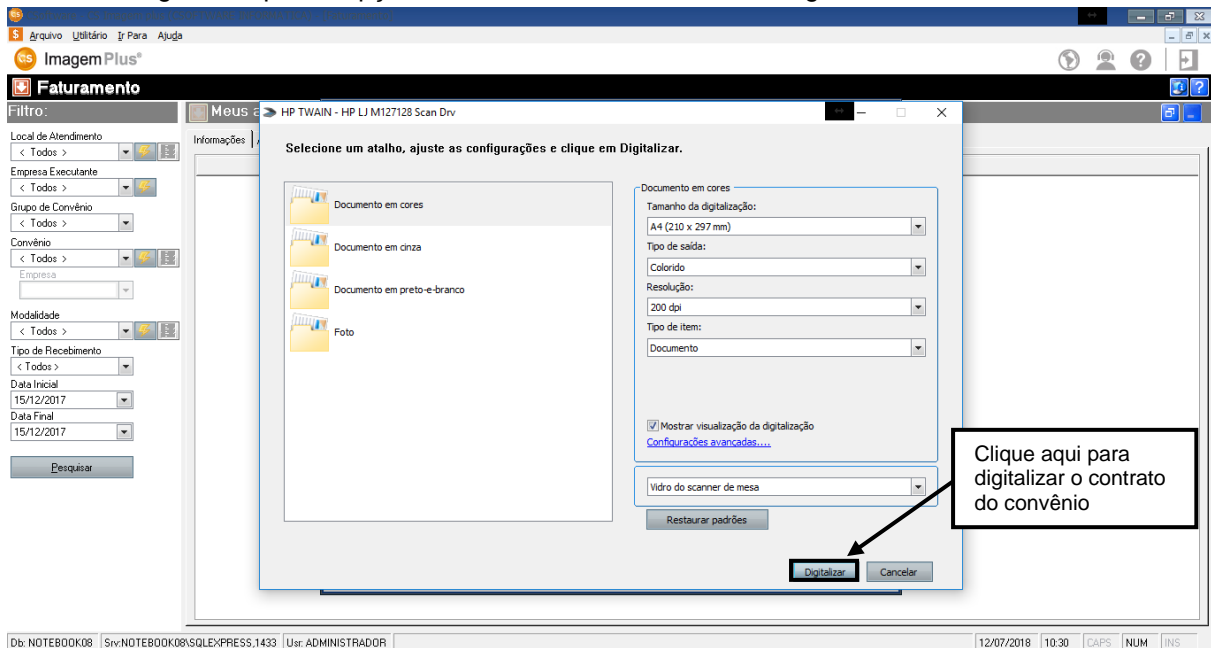 Arquivo Utilitário Ir Para Ajuda
ImagemPlus®
Faturamento
Filtro:
Local de Atendimento
< Todos >
Empresa Executante
< Todos >
Grupo de Convênio
< Todos >
Convênio
< Todos >
Empresa
Modalidade
< Todos >
Tipo de Recebimento
< Todos >
Data Inicial
15/12/2017
Data Final
15/12/2017
Pesquisar
Meus
Informações
HP TWAIN - HP LJ M127128 Scan Drv
Selecione um atalho, ajuste as configurações e clique em Digitalizar.
Documento em cores
Documento em cinza
Documento em preto-e-branco
Foto
Documento em cores
Tamanho da digitalização:
A4 (210 x 297 mm)
Tipo de saída:
Colorido
Resolução:
200 dpi
Tipo de item:
Documento
Mostrar visualização da digitalização
Configurações avançadas....
Vidro do scanner de mesa
Restaurar padrões
Digitalizar Cancelar
Clique aqui para
digitalizar o contrato
do convênio
Db: NOTEBOOK08 Srv:NOTEBOOK08\SQLEXPRESS,1433 Usr: ADMINISTRADOR 12/07/2018 10:30 CAPS NUM INS